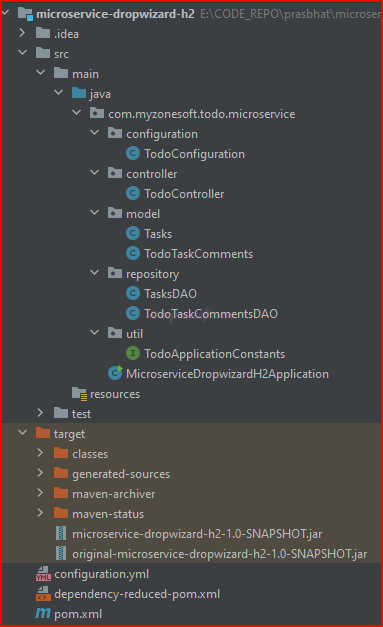 microservice-dropwizard-h2 E:\CODE_REPO\prasbhat\microser
.idea
src
main
java
com.myzonesoft.todo.microservice
configuration
TodoConfiguration
controller
TodoController
model
Tasks
TodoTaskComments
repository
TasksDAO
TodoTaskCommentsDAO
util
TodoApplicationConstants
MicroserviceDropwizardH2Application
resources
test
target
classes
generated-sources
maven-archiver
maven-status
microservice-dropwizard-h2-1.0-SNAPSHOT.jar
original-microservice-dropwizard-h2-1.0-SNAPSHOT.jar
configuration.yml
dependency-reduced-pom.xml
pom.xml